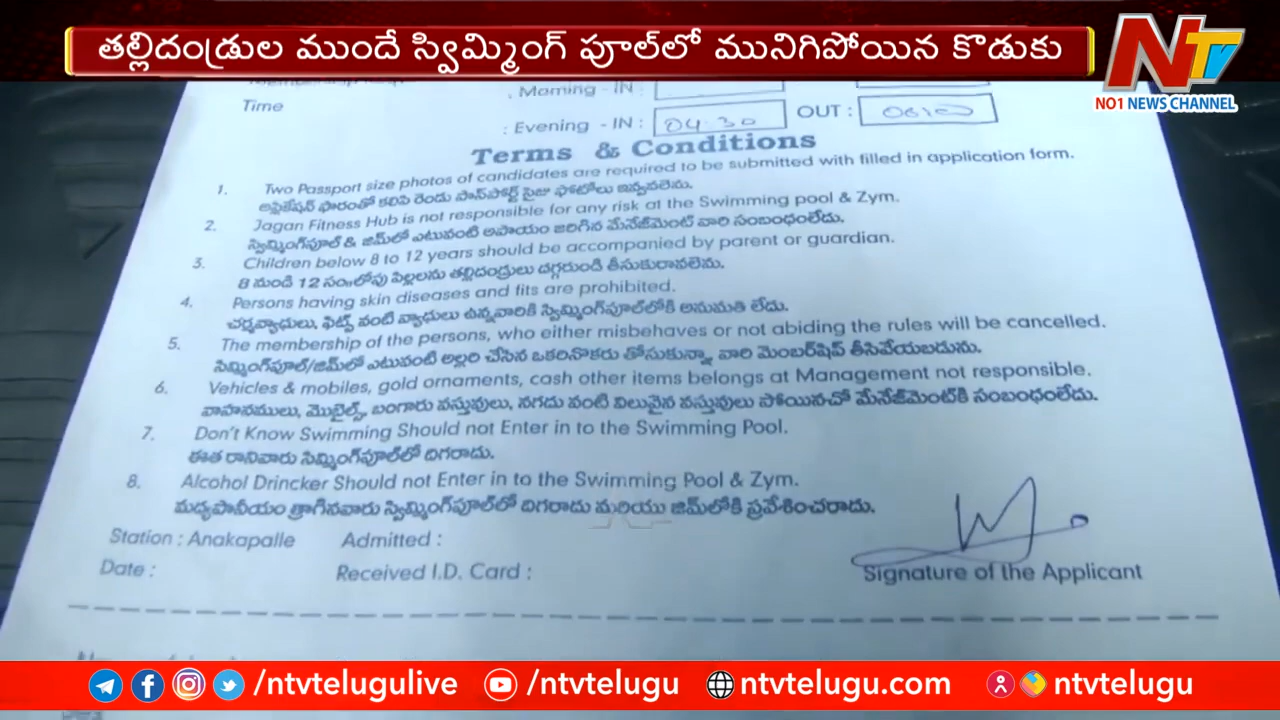 తల్లిదండ్రుల ముందే స్విమ్మింగ్ పూల్‌లో మునిగిపోయిన కొడుకు
NTV
NO1 NEWS CHANNEL
: Morning - IN :
Time
: Evening - IN : 04.30 OUT :
Terms & Conditions
1. Two Passport size photos of candidates are required to be submitted with filled in application form.
అప్లికేషన్ ఫారంతో కలిపి రెండు పాస్‌పోర్ట్ సైజు ఫోటోలు ఇవ్వవలెను.
2. Jagan Fitness Hub is not responsible for any risk at the Swimming pool & Zym.
స్విమ్మింగ్‌పూల్ & జిమ్‌లో ఎటువంటి అపాయం జరిగిన మేనేజ్‌మెంట్ వారి సంబంధంలేదు.
3. Children below 8 to 12 years should be accompanied by parent or guardian.
8 నుండి 12 సం॥లోపు పిల్లలను తల్లిదండ్రులు దగ్గరుండి తీసుకురావలెను.
4. Persons having skin diseases and fits are prohibited.
చర్మవ్యాధులు, ఫిట్స్ వంటి వ్యాధులు ఉన్నవారికి స్విమ్మింగ్‌పూల్‌లోకి అనుమతి లేదు.
5. The membership of the persons, who either misbehaves or not abiding the rules will be cancelled.
సిమ్మింగ్‌పూల్/జిమ్‌లో ఎటువంటి అల్లరి చేసిన ఒకరినొకరు తోసుకున్నా వారి మెంబర్‌షిప్ తీసివేయబడును.
6. Vehicles & mobiles, gold ornaments, cash other items belongs at Management not responsible.
వాహనములు, మొబైల్స్, బంగారు వస్తువులు, నగదు వంటి విలువైన వస్తువులు పోయినచో మేనేజ్‌మెంట్‌కి సంబంధంలేదు.
7. Don't Know Swimming Should not Enter in to the Swimming Pool.
ఈత రానివారు సిమ్మింగ్‌పూల్‌లో దిగరాదు.
8. Alcohol Drincker Should not Enter in to the Swimming Pool & Zym.
మద్యపానీయం త్రాగినవారు స్విమ్మింగ్‌పూల్‌లో దిగరాదు మరియు జిమ్‌లోకి ప్రవేశించరాదు.
Station : Anakapalle Admitted :
Date : Received I.D. Card :
Signature of the Applicant
/ntvtelugulive /ntvtelugu ntvtelugu.com ntvtelugu